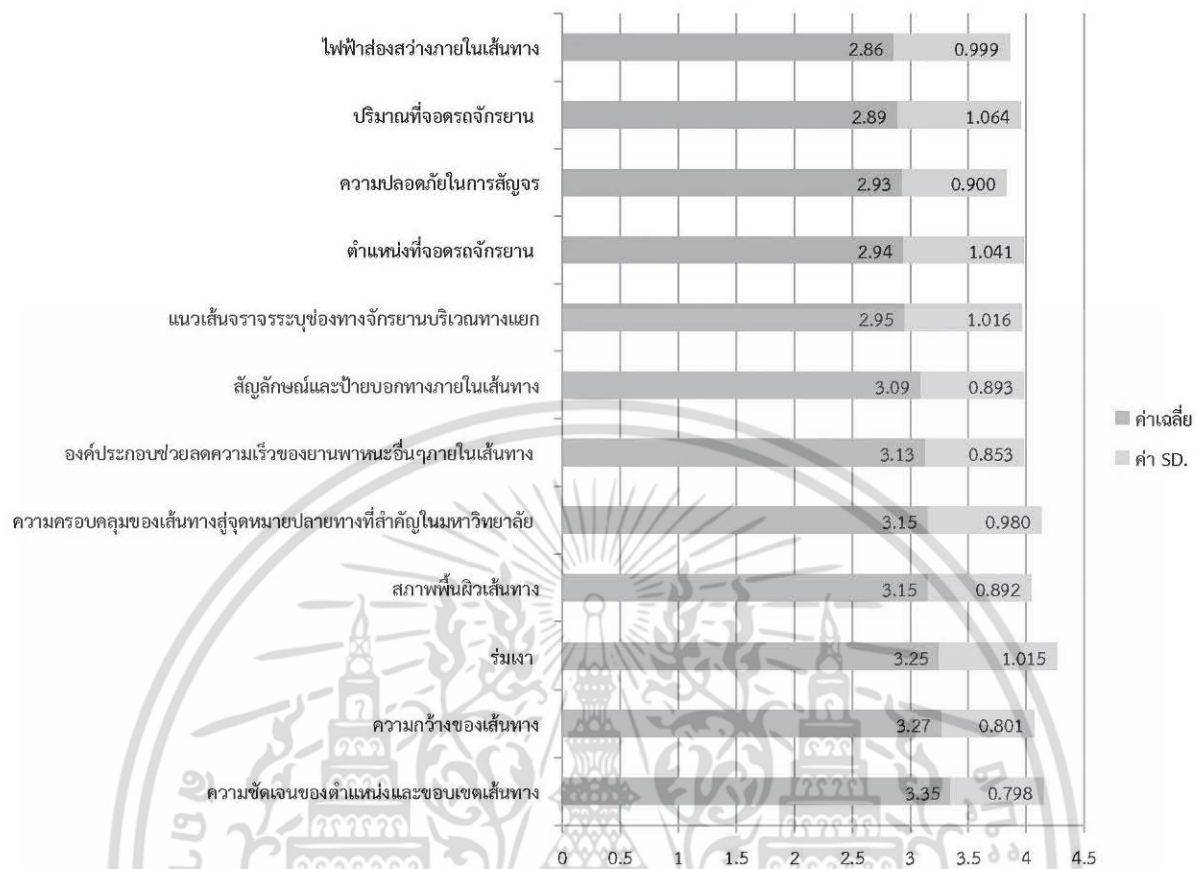 ไฟฟ้าส่องสว่างภายในเส้นทาง 2.86 0.999
ปริมาณที่จอดรถจักรยาน 2.89 1.064
ความปลอดภัยในการสัญจร 2.93 0.900
ตำแหน่งที่จอดรถจักรยาน 2.94 1.041
แนวเส้นจราจรระบุช่องทางจักรยานบริเวณทางแยก 2.95 1.016
สัญลักษณ์และป้ายบอกทางภายในเส้นทาง 3.09 0.893
องค์ประกอบช่วยลดความเร็วของยานพาหนะอื่นๆภายในเส้นทาง 3.13 0.853
ความครอบคลุมของเส้นทางสู่จุดหมายปลายทางที่สำคัญในมหาวิทยาลัย 3.15 0.980
สภาพพื้นผิวเส้นทาง 3.15 0.892
ร่มเงา 3.25 1.015
ความกว้างของเส้นทาง 3.27 0.801
ความชัดเจนของตำแหน่งและขอบเขตเส้นทาง 3.35 0.798
0 0.5 1 1.5 2 2.5 3 3.5 4 4.5
ค่าเฉลี่ย
ค่า SD.